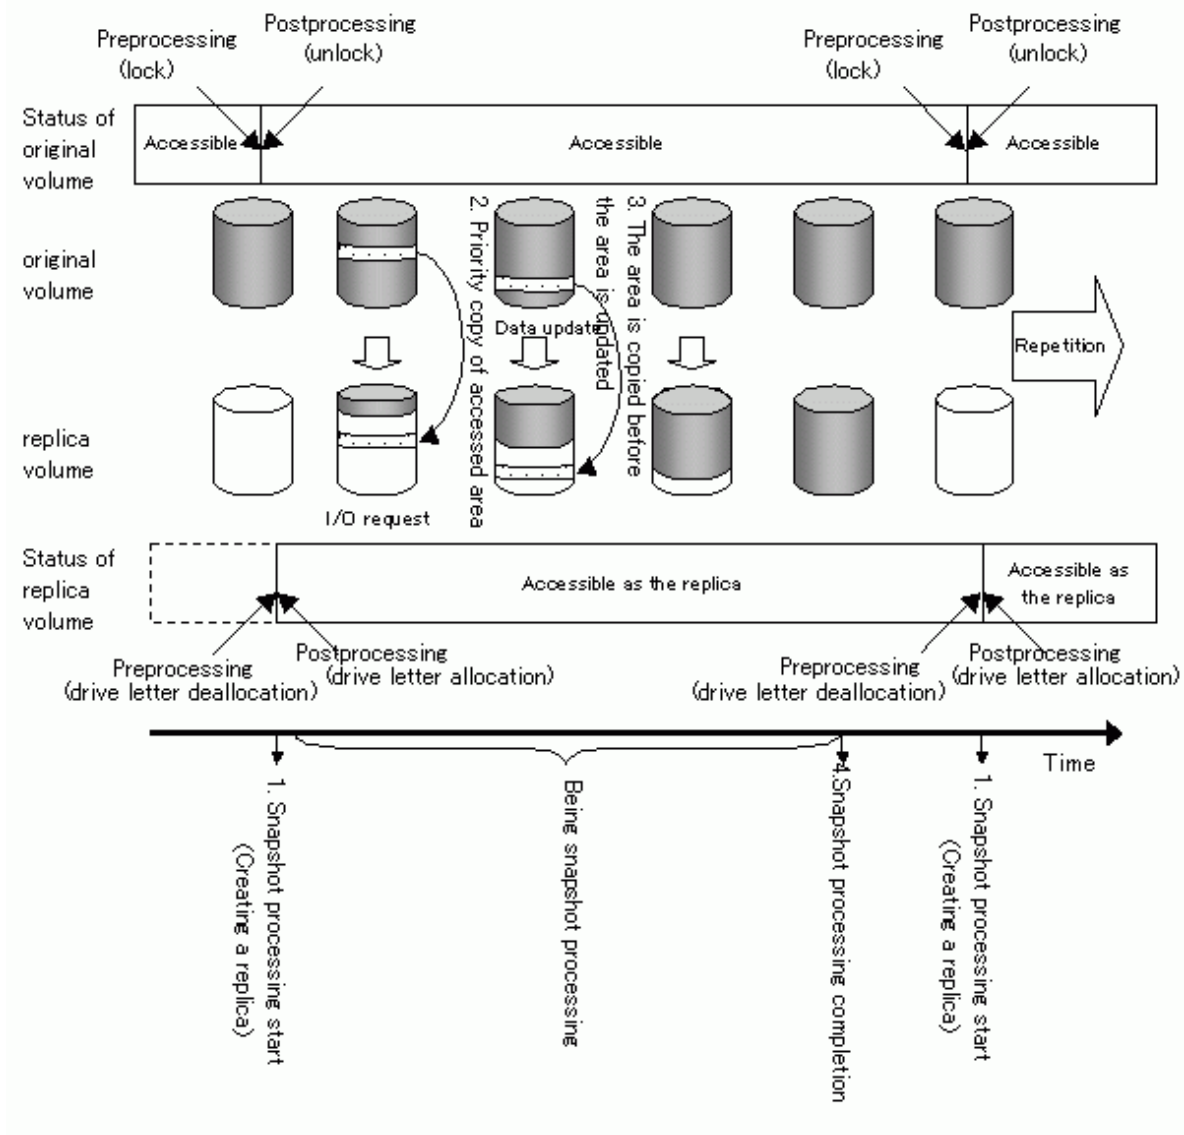 Preprocessing
(lock)
Postprocessing
(unlock)
Preprocessing
(lock)
Postprocessing
(unlock)
Status of
original
volume
Accessible
Accessible
Accessible
original
volume
2. Priority copy of accessed area
3. The area is copied before
the area is updated
Data update
Repetition
replica
volume
I/O request
Status of
replica
volume
Accessible as the replica
Accessible as
the replica
Preprocessing
(drive letter deallocation)
Postprocessing
(drive letter allocation)
Preprocessing
(drive letter deallocation)
Postprocessing
(drive letter allocation)
Time
1. Snapshot processing start
(Creating a replica)
Being snapshot processing
4.Snapshot processing completion
1. Snapshot processing start
(Creating a replica)